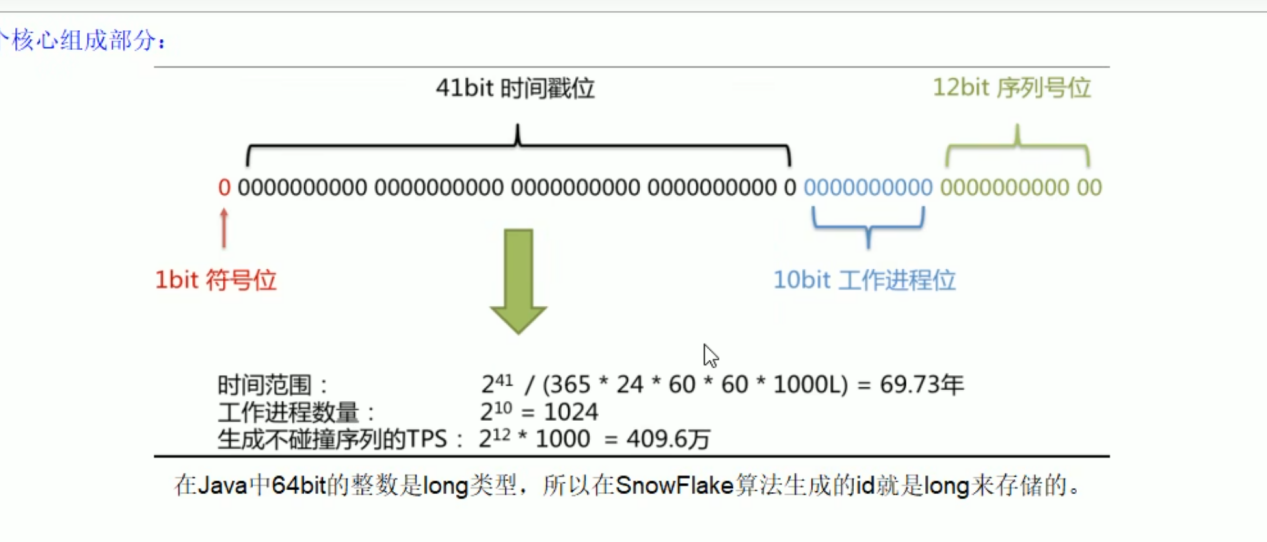 个核心组成部分：
41bit 时间戳位
12bit 序列号位
0 0000000000 0000000000 0000000000 0000000000 0 0000000000 0000000000 00
1bit 符号位
10bit 工作进程位
时间范围： 2⁴¹ / (365 * 24 * 60 * 60 * 1000L) = 69.73年
工作进程数量： 2¹⁰ = 1024
生成不碰撞序列的TPS： 2¹² * 1000 = 409.6万
在Java中64bit的整数是long类型，所以在SnowFlake算法生成的id就是long来存储的。